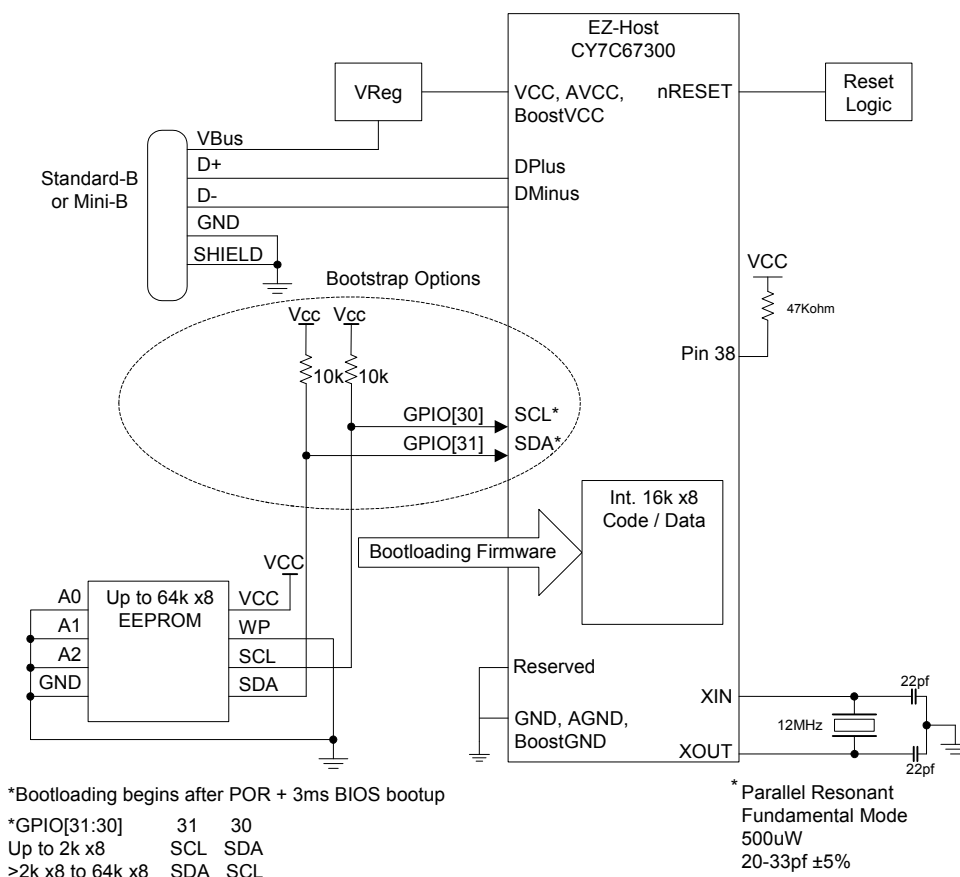 EZ-Host
CY7C67300
VReg
VCC, AVCC,
BoostVCC
nRESET
Reset
Logic
Standard-B
or Mini-B
VBus
D+
D-
GND
SHIELD
DPlus
DMinus
Bootstrap Options
Vcc
Vcc
10k
10k
VCC
47Kohm
Pin 38
GPIO[30]
SCL*
GPIO[31]
SDA*
Int. 16k x8
Code / Data
Bootloading Firmware
VCC
A0
A1
A2
GND
Up to 64k x8
EEPROM
VCC
WP
SCL
SDA
Reserved
GND, AGND,
BoostGND
XIN
XOUT
12MHz
22pf
22pf
*Bootloading begins after POR + 3ms BIOS bootup
*GPIO[31:30] 31 30
Up to 2k x8 SCL SDA
>2k x8 to 64k x8 SDA SCL
* Parallel Resonant
Fundamental Mode
500uW
20-33pf ±5%